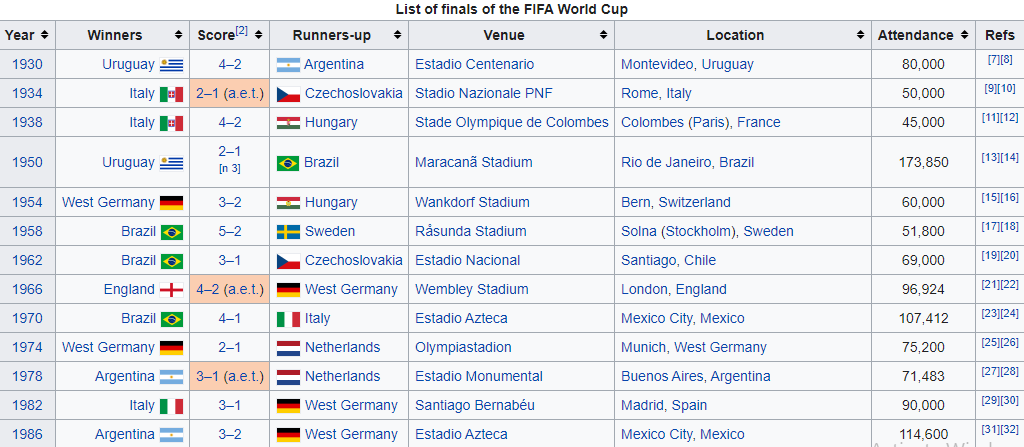 List of finals of the FIFA World Cup
Year Winners Score[2] Runners-up Venue Location Attendance Refs
1930 Uruguay 4–2 Argentina Estadio Centenario Montevideo, Uruguay 80,000 [7][8]
1934 Italy 2–1 (a.e.t.) Czechoslovakia Stadio Nazionale PNF Rome, Italy 50,000 [9][10]
1938 Italy 4–2 Hungary Stade Olympique de Colombes Colombes (Paris), France 45,000 [11][12]
1950 Uruguay 2–1 [n 3] Brazil Maracanã Stadium Rio de Janeiro, Brazil 173,850 [13][14]
1954 West Germany 3–2 Hungary Wankdorf Stadium Bern, Switzerland 60,000 [15][16]
1958 Brazil 5–2 Sweden Råsunda Stadium Solna (Stockholm), Sweden 51,800 [17][18]
1962 Brazil 3–1 Czechoslovakia Estadio Nacional Santiago, Chile 69,000 [19][20]
1966 England 4–2 (a.e.t.) West Germany Wembley Stadium London, England 96,924 [21][22]
1970 Brazil 4–1 Italy Estadio Azteca Mexico City, Mexico 107,412 [23][24]
1974 West Germany 2–1 Netherlands Olympiastadion Munich, West Germany 75,200 [25][26]
1978 Argentina 3–1 (a.e.t.) Netherlands Estadio Monumental Buenos Aires, Argentina 71,483 [27][28]
1982 Italy 3–1 West Germany Santiago Bernabéu Madrid, Spain 90,000 [29][30]
1986 Argentina 3–2 West Germany Estadio Azteca Mexico City, Mexico 114,600 [31][32]